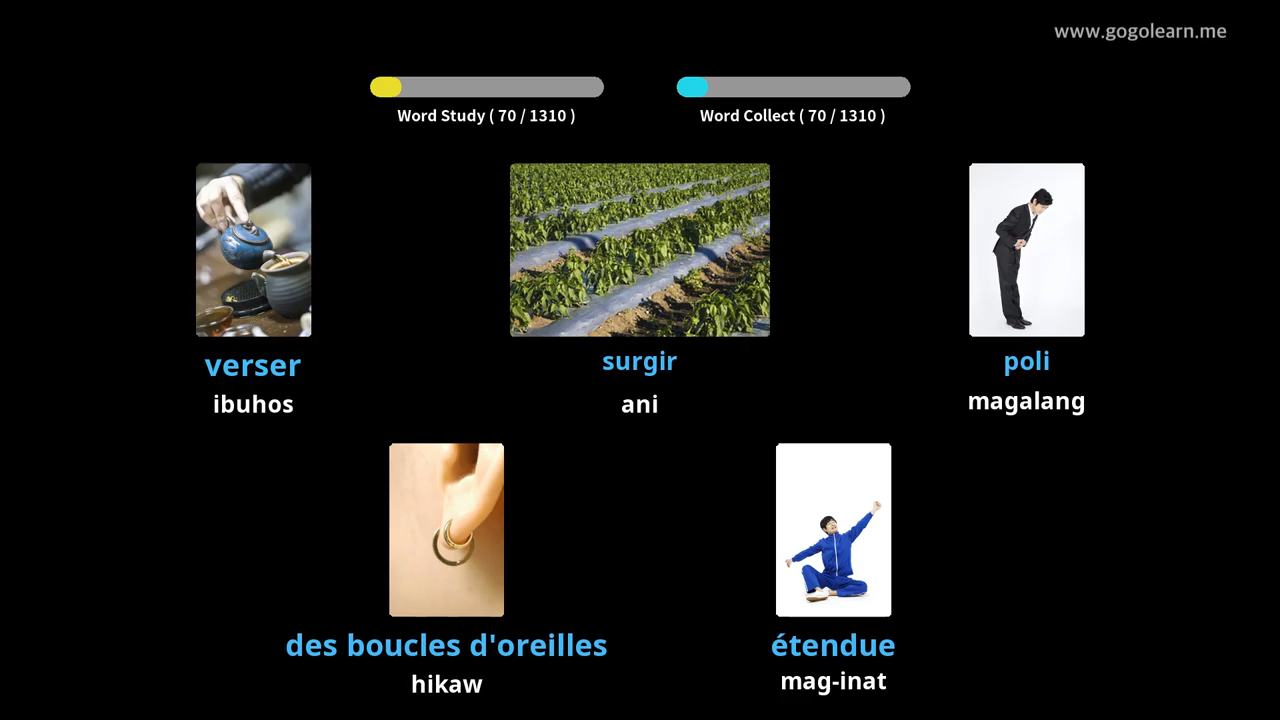 www.gogolearn.me
Word Study ( 70 / 1310 )
Word Collect ( 70 / 1310 )
verser
ibuhos
surgir
ani
poli
magalang
des boucles d'oreilles
hikaw
étendue
mag-inat